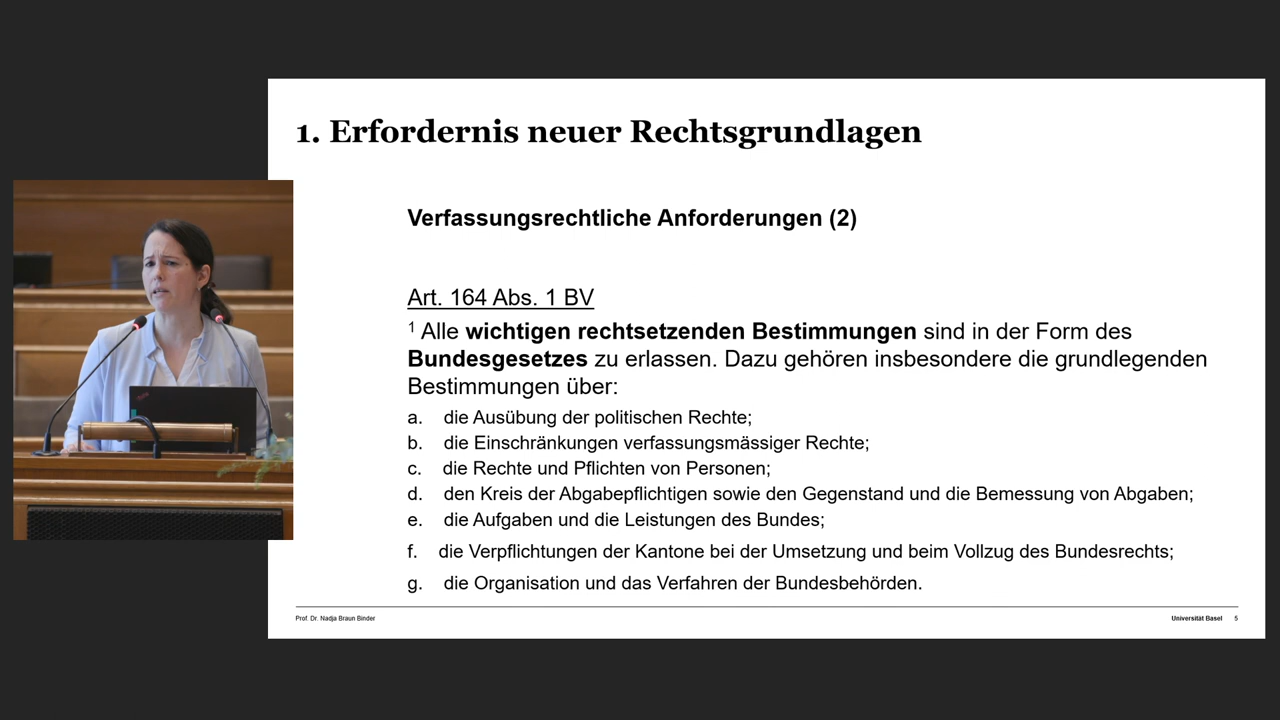 1. Erfordernis neuer Rechtsgrundlagen
Verfassungsrechtliche Anforderungen (2)
Art. 164 Abs. 1 BV
1 Alle wichtigen rechtsetzenden Bestimmungen sind in der Form des
Bundesgesetzes zu erlassen. Dazu gehören insbesondere die grundlegenden
Bestimmungen über:
a. die Ausübung der politischen Rechte;
b. die Einschränkungen verfassungsmässiger Rechte;
c. die Rechte und Pflichten von Personen;
d. den Kreis der Abgabepflichtigen sowie den Gegenstand und die Bemessung von Abgaben;
e. die Aufgaben und die Leistungen des Bundes;
f. die Verpflichtungen der Kantone bei der Umsetzung und beim Vollzug des Bundesrechts;
g. die Organisation und das Verfahren der Bundesbehörden.
Prof. Dr. Nadja Braun Binder
Universität Basel 5